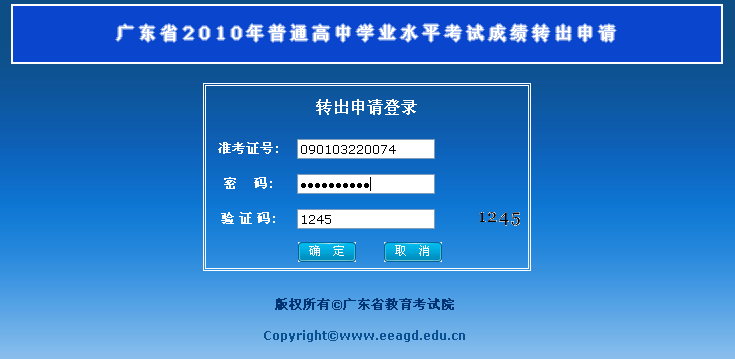 广东省2010年普通高中学业水平考试成绩转出申请
转出申请登录
准考证号: 090103220074
密 码: ●●●●●●●●●●
验证码: 1245 1245
确 定 取 消
版权所有©广东省教育考试院
Copyright©www.eeagd.edu.cn